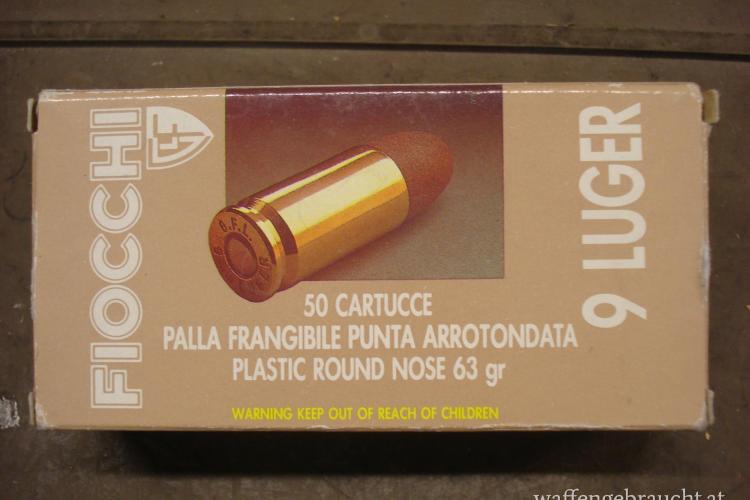 FIOCCHI
GFL
9 LUGER
G.F.L.
50 CARTUCCE
PALLA FRANGIBILE PUNTA ARROTONDATA
PLASTIC ROUND NOSE 63 gr
WARNING KEEP OUT OF REACH OF CHILDREN
waffengebraucht.at